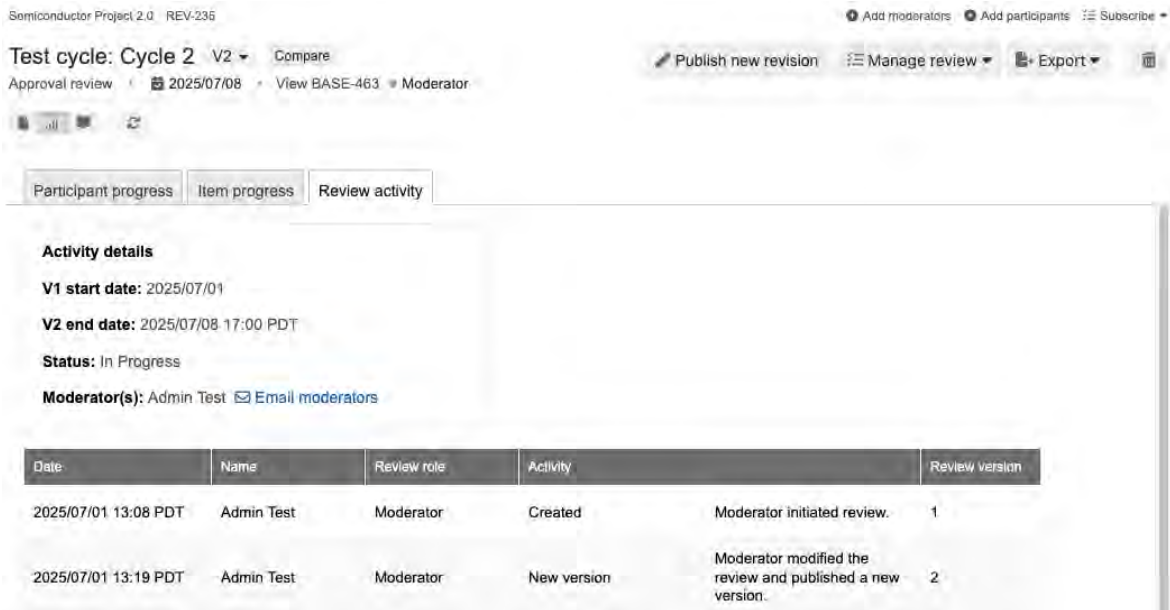 Semiconductor Project 2.0 REV-235
Add moderators Add participants Subscribe
Test cycle: Cycle 2 V2 Compare
Publish new revision Manage review Export
Approval review 2025/07/08 View BASE-463 Moderator
Participant progress Item progress Review activity
Activity details
V1 start date: 2025/07/01
V2 end date: 2025/07/08 17:00 PDT
Status: In Progress
Moderator(s): Admin Test Email moderators
Date Name Review role Activity Review version
2025/07/01 13:08 PDT Admin Test Moderator Created Moderator initiated review. 1
Moderator modified the
2025/07/01 13:19 PDT Admin Test Moderator New version review and published a new 2
version.